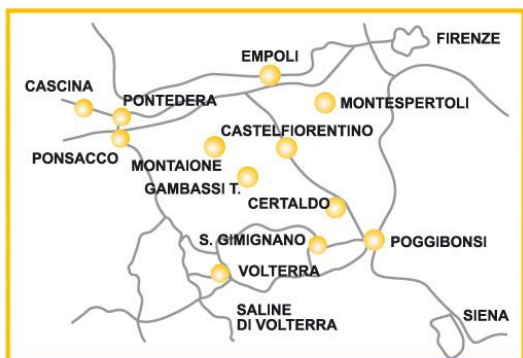 FIRENZE
EMPOLI
CASCINA
PONTEDERA
MONTESPERTOLI
CASTELFIORENTINO
PONSACCO
MONTAIONE
GAMBASSI T.
CERTALDO
S. GIMIGNANO
POGGIBONSI
VOLTERRA
SALINE
DI VOLTERRA
SIENA